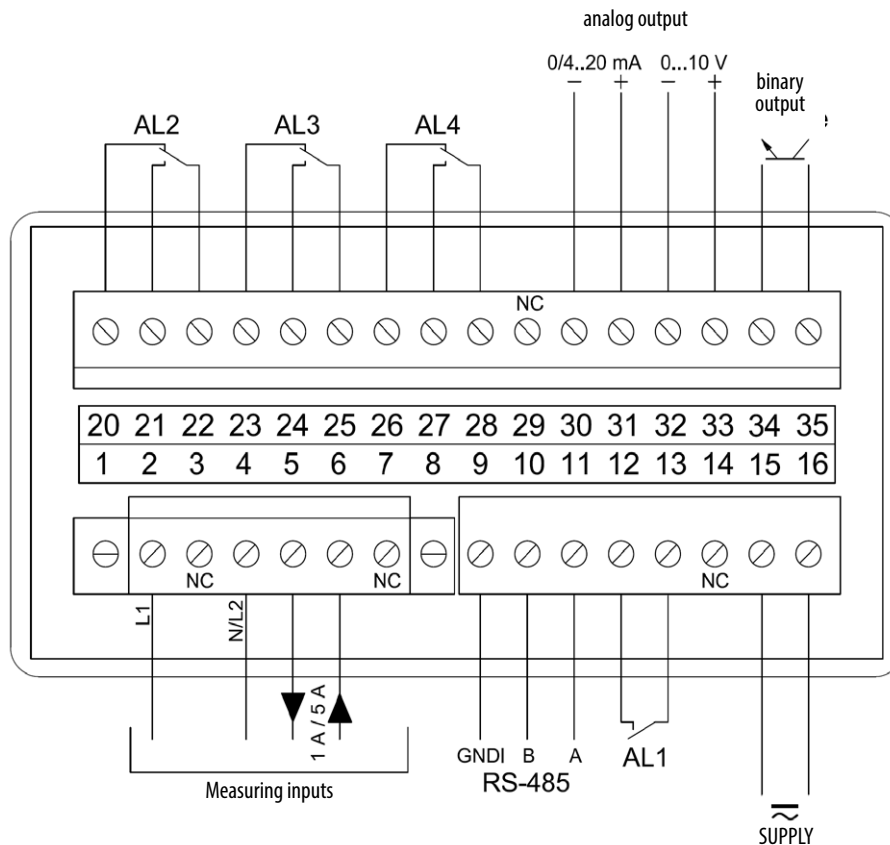 analog output
0/4..20 mA 0...10 V
− + − +
binary
output
e
AL2 AL3 AL4
NC
20 21 22 23 24 25 26 27 28 29 30 31 32 33 34 35
1 2 3 4 5 6 7 8 9 10 11 12 13 14 15 16
NC NC NC
L1
N/L2
1 A / 5 A
GNDI B A
RS-485
AL1
Measuring inputs
SUPPLY